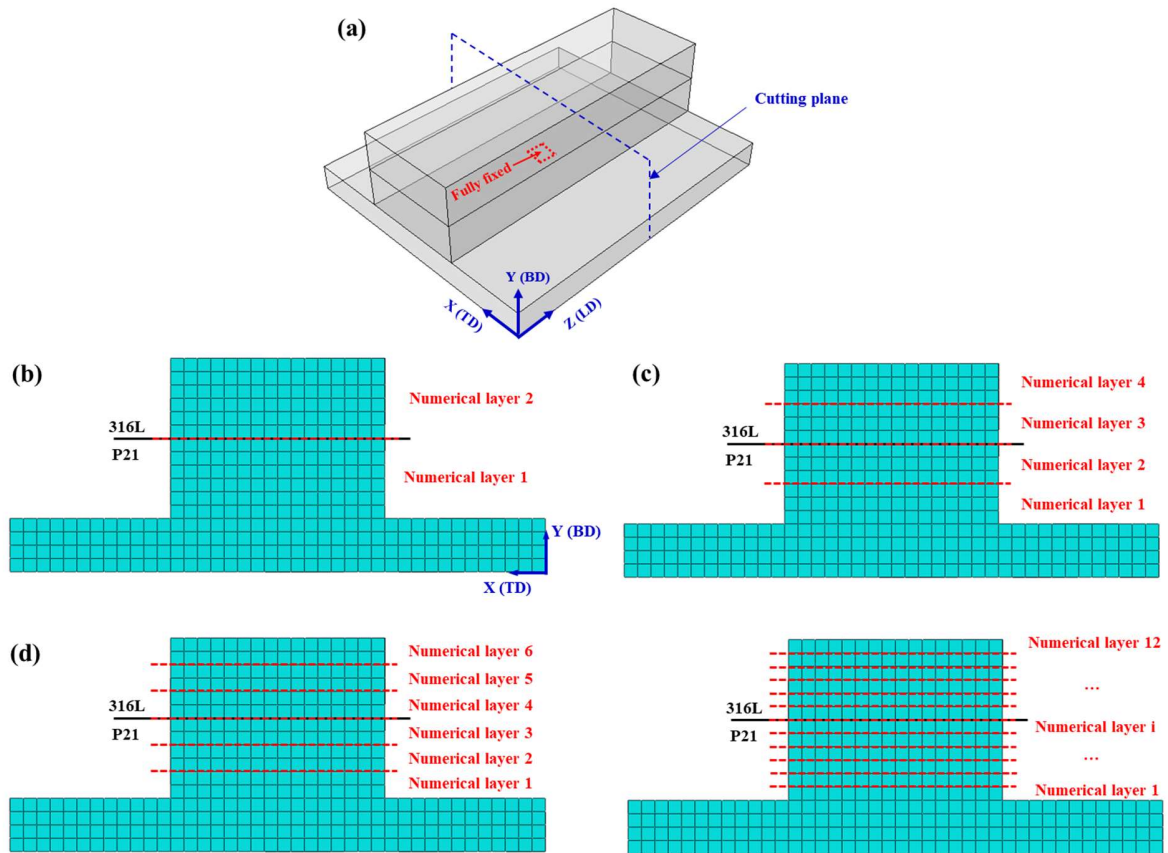 (a)
Cutting plane
Fully fixed
Y (BD)
X (TD)
Z (LD)
(b)
Numerical layer 2
316L
P21
Numerical layer 1
Y (BD)
X (TD)
(c)
Numerical layer 4
Numerical layer 3
316L
P21
Numerical layer 2
Numerical layer 1
(d)
Numerical layer 6
Numerical layer 5
316L
Numerical layer 4
P21
Numerical layer 3
Numerical layer 2
Numerical layer 1
Numerical layer 12
...
316L
Numerical layer i
P21
...
Numerical layer 1